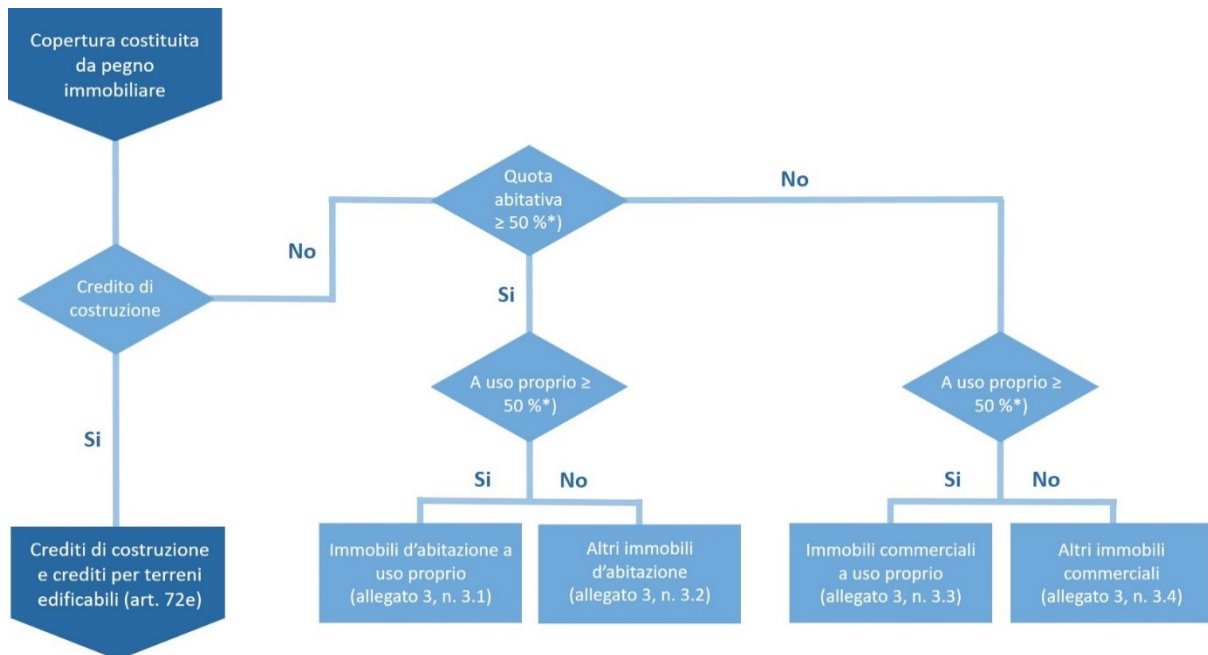 Copertura costituita
da pegno
immobiliare
Quota
abitativa
≥ 50 %*)
No
No
Credito di
costruzione
Si
A uso proprio ≥
50 %*)
A uso proprio ≥
50 %*)
Si
Si
No
Si
No
Crediti di costruzione
e crediti per terreni
edificabili (art. 72e)
Immobili d'abitazione a
uso proprio
(allegato 3, n. 3.1)
Altri immobili
d'abitazione
(allegato 3, n. 3.2)
Immobili commerciali
a uso proprio
(allegato 3, n. 3.3)
Altri immobili
commerciali
(allegato 3, n. 3.4)